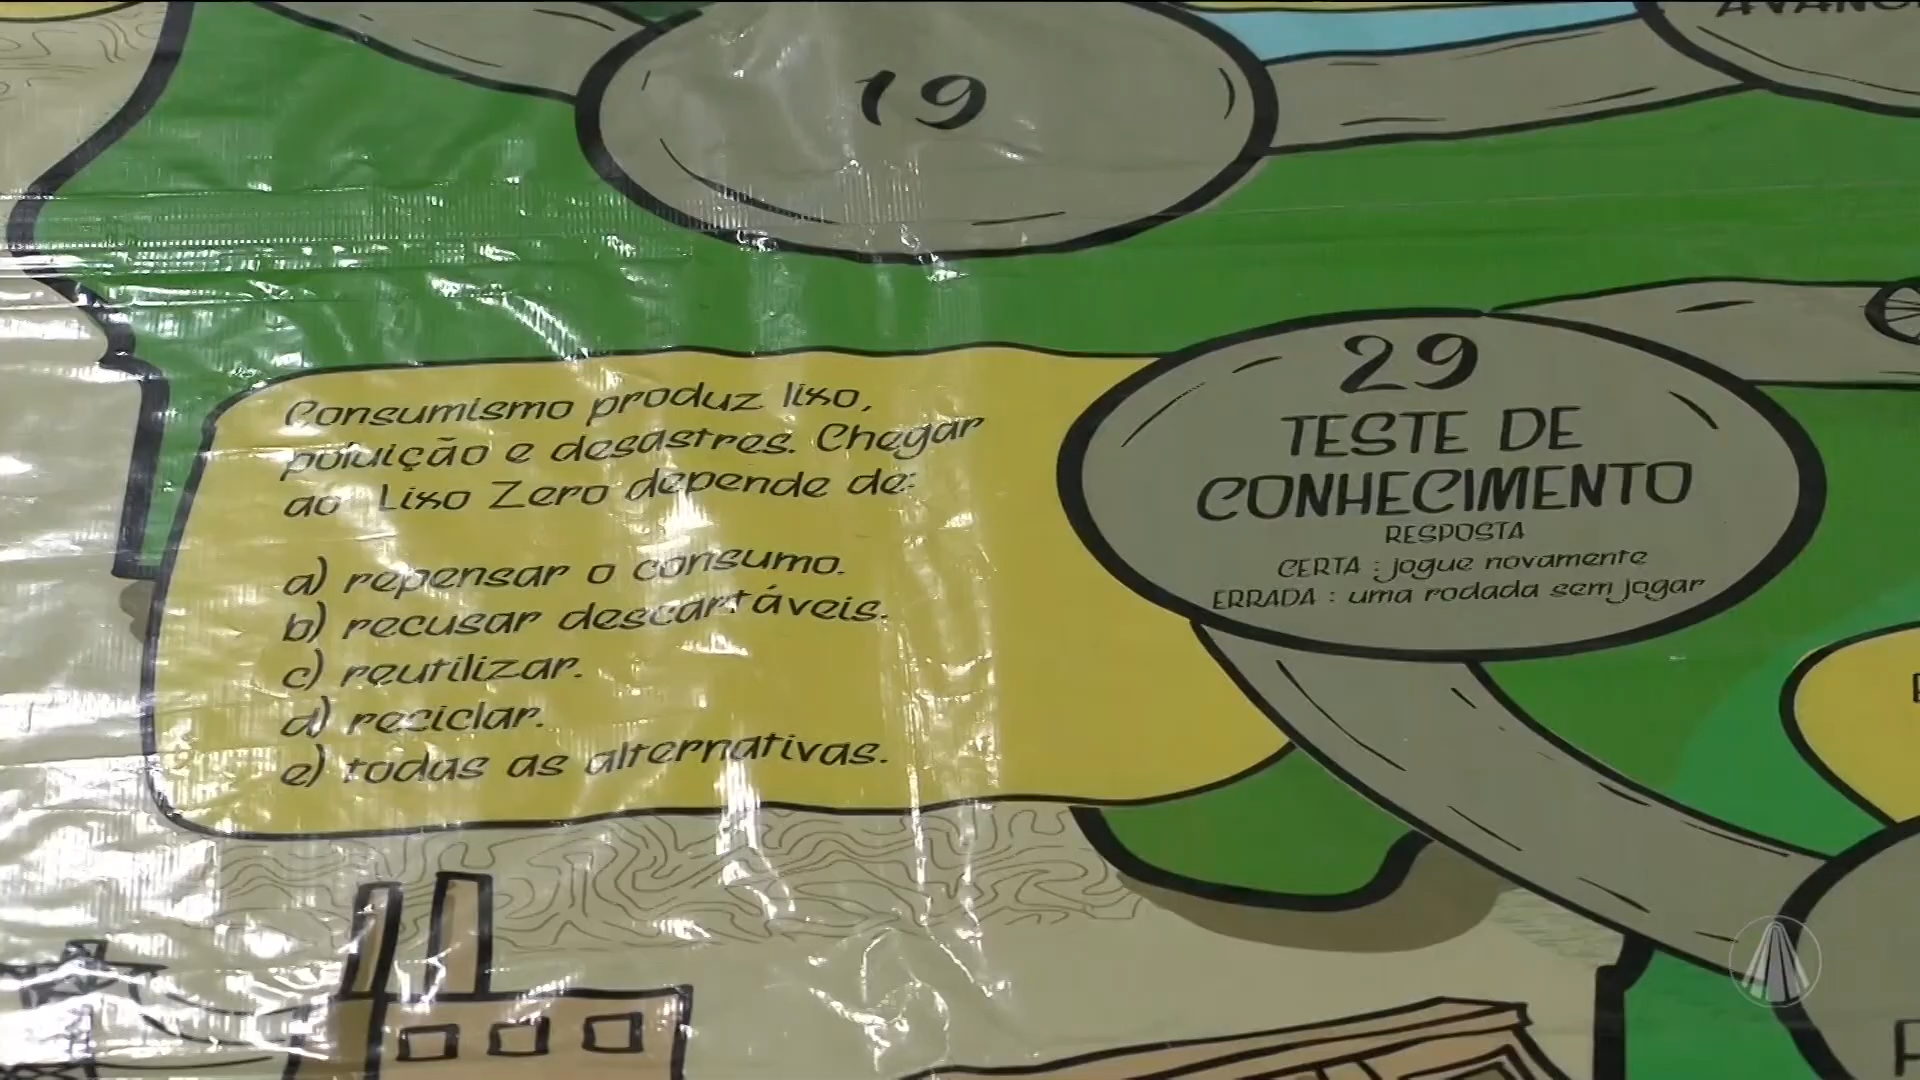 19
Consumismo produz lixo,
poluição e desastres. Chegar
ao Lixo Zero depende de:
a) repensar o consumo.
b) recusar descartáveis.
c) reutilizar.
d) reciclar.
e) todas as alternativas.
29
TESTE DE
CONHECIMENTO
RESPOSTA
CERTA : jogue novamente
ERRADA : uma rodada sem jogar